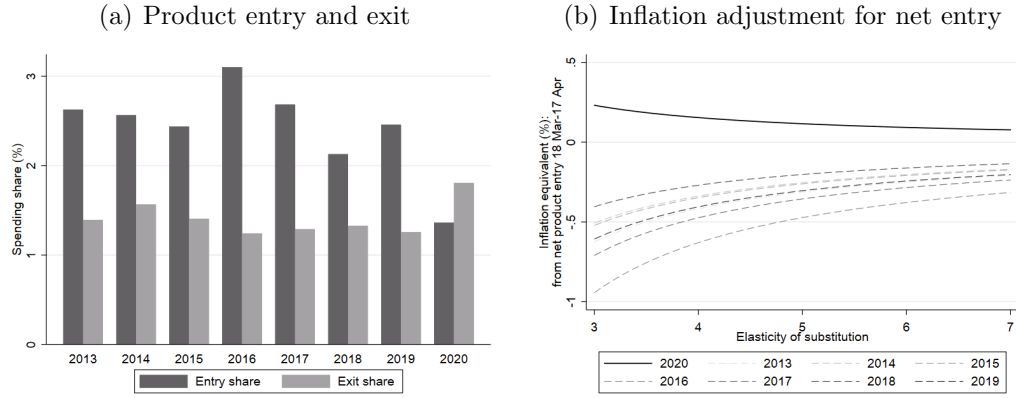 (a) Product entry and exit
Spending share (%)
3
2
1
0
2013 2014 2015 2016 2017 2018 2019 2020
Entry share Exit share
(b) Inflation adjustment for net entry
Inflation equivalent (%):
from net product entry 18 Mar-17 Apr
.5
0
-.5
-1
3 4 5 6 7
Elasticity of substitution
2020 2013 2014 2015
2016 2017 2018 2019